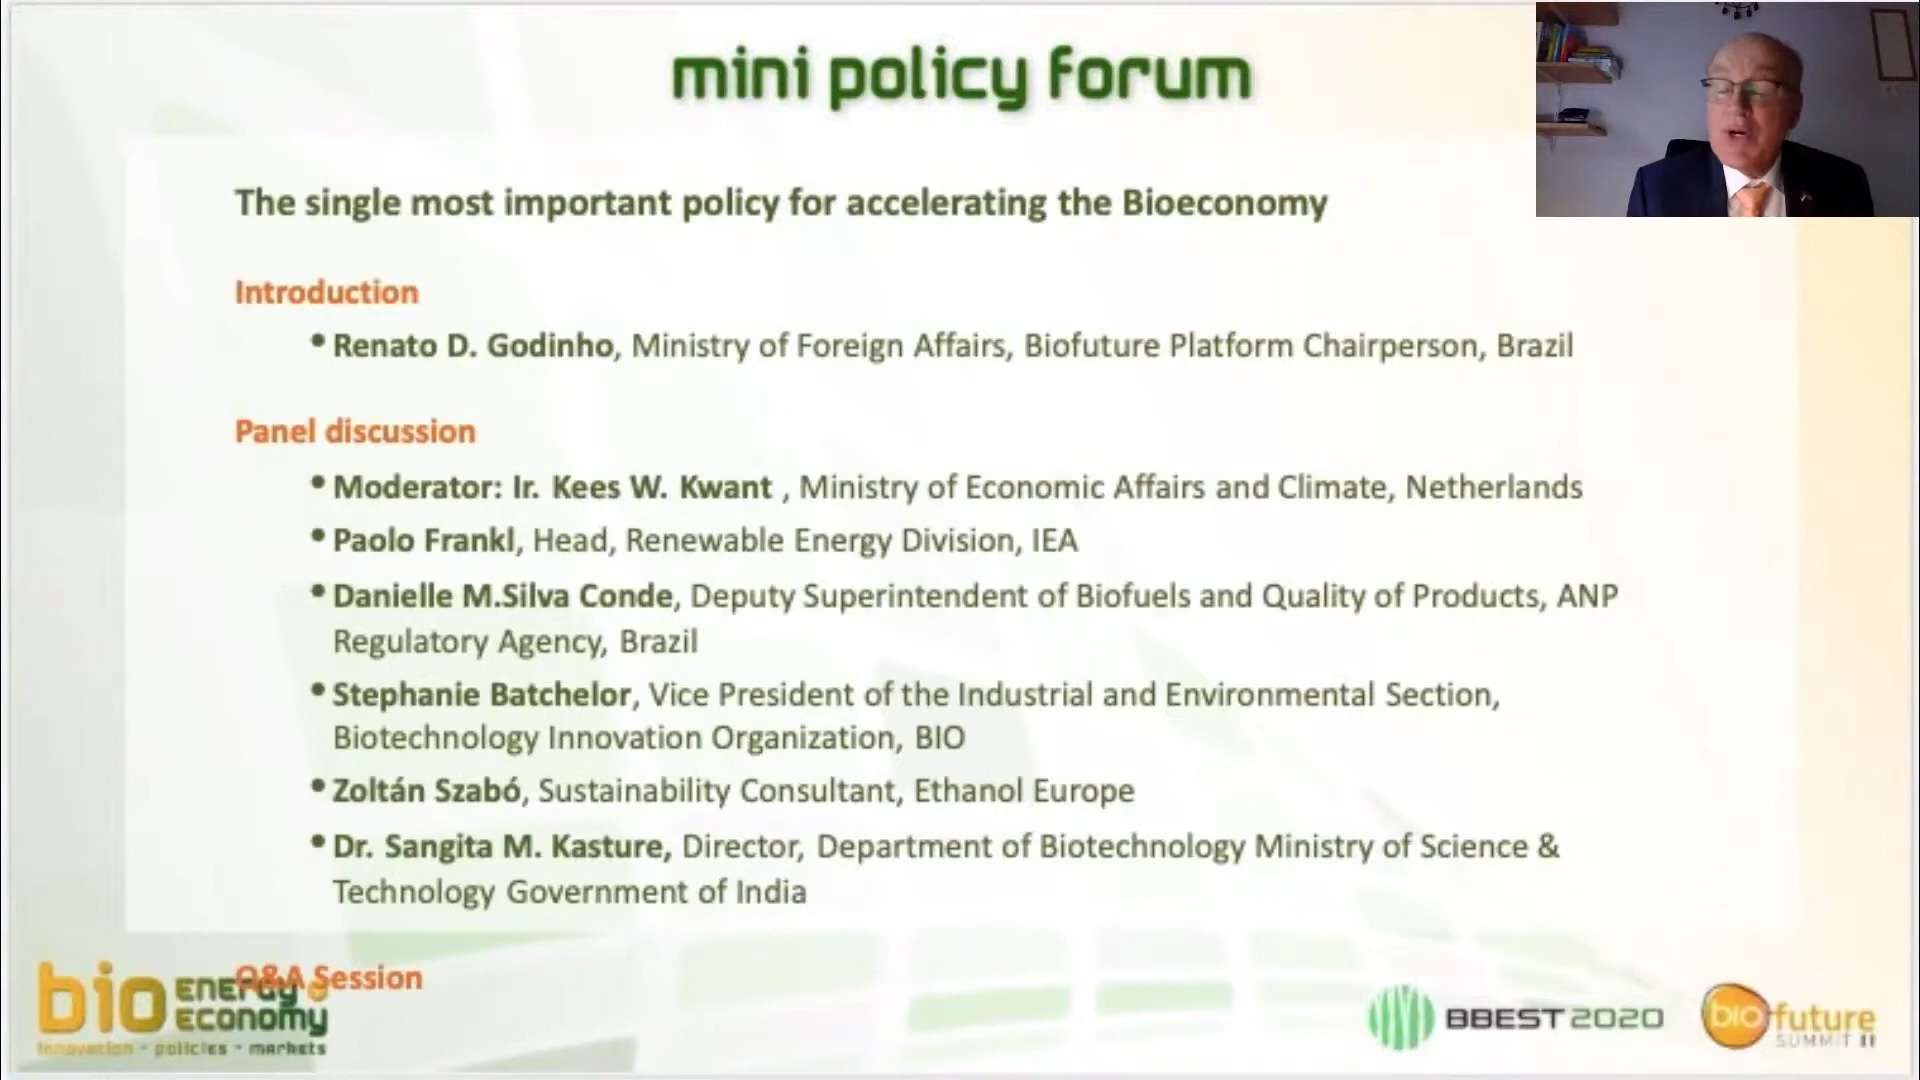 mini policy forum
The single most important policy for accelerating the Bioeconomy
Introduction
• Renato D. Godinho, Ministry of Foreign Affairs, Biofuture Platform Chairperson, Brazil
Panel discussion
• Moderator: Ir. Kees W. Kwant , Ministry of Economic Affairs and Climate, Netherlands
• Paolo Frankl, Head, Renewable Energy Division, IEA
• Danielle M.Silva Conde, Deputy Superintendent of Biofuels and Quality of Products, ANP
Regulatory Agency, Brazil
• Stephanie Batchelor, Vice President of the Industrial and Environmental Section,
Biotechnology Innovation Organization, BIO
• Zoltán Szabó, Sustainability Consultant, Ethanol Europe
• Dr. Sangita M. Kasture, Director, Department of Biotechnology Ministry of Science &
Technology Government of India
Q&A Session
bio ENERGY &
ECONOMY
innovation - policies - markets
BBEST 2020
biofuture
SUMMIT II